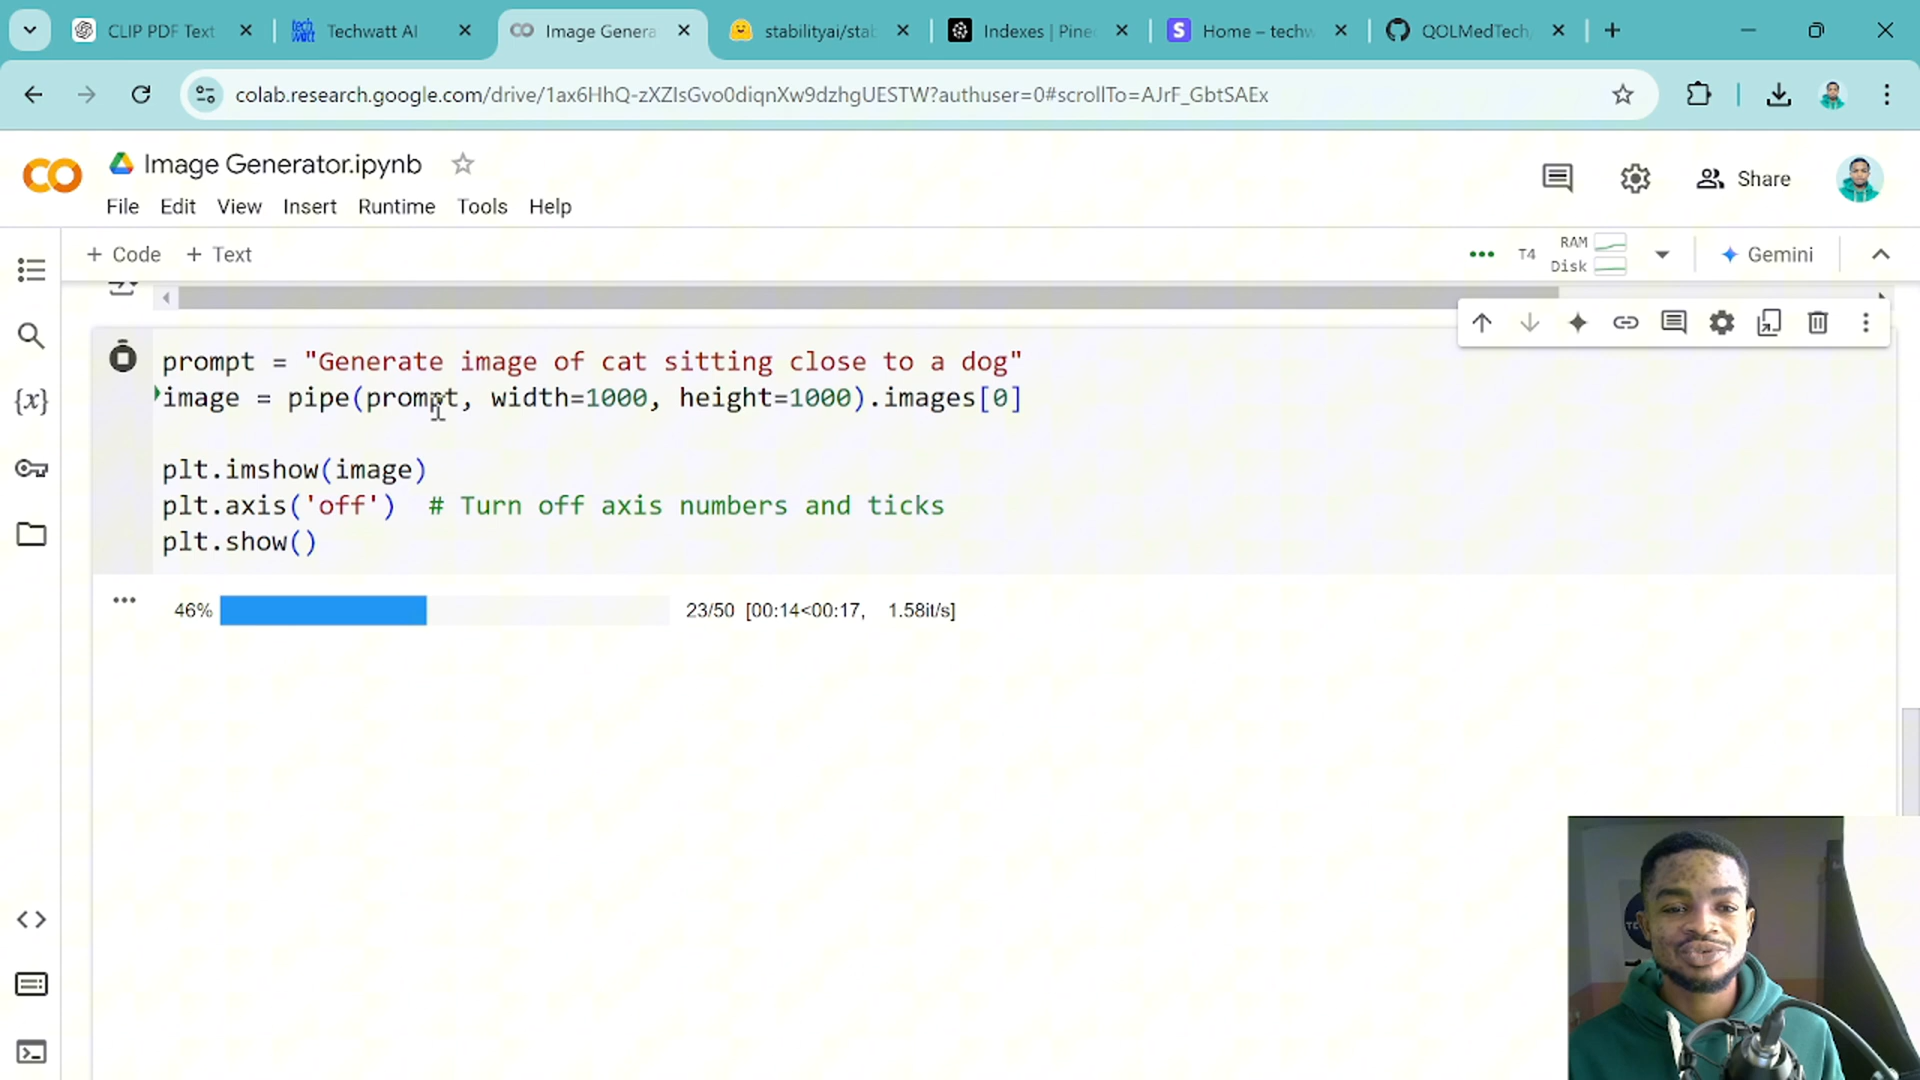 CLIP PDF Text
Techwatt AI
Image Genera
stabilityai/stab
Indexes | Pine
Home – techw
QOLMedTech/
colab.research.google.com/drive/1ax6HhQ-zXZIsGvo0diqnXw9dzhgUESTW?authuser=0#scrollTo=AJrF_GbtSAEx
Image Generator.ipynb
Share
File Edit View Insert Runtime Tools Help
+ Code + Text
T4
RAM
Disk
Gemini
prompt = "Generate image of cat sitting close to a dog"
image = pipe(prompt, width=1000, height=1000).images[0]
plt.imshow(image)
plt.axis('off') # Turn off axis numbers and ticks
plt.show()
46% 23/50 [00:14<00:17, 1.58it/s]